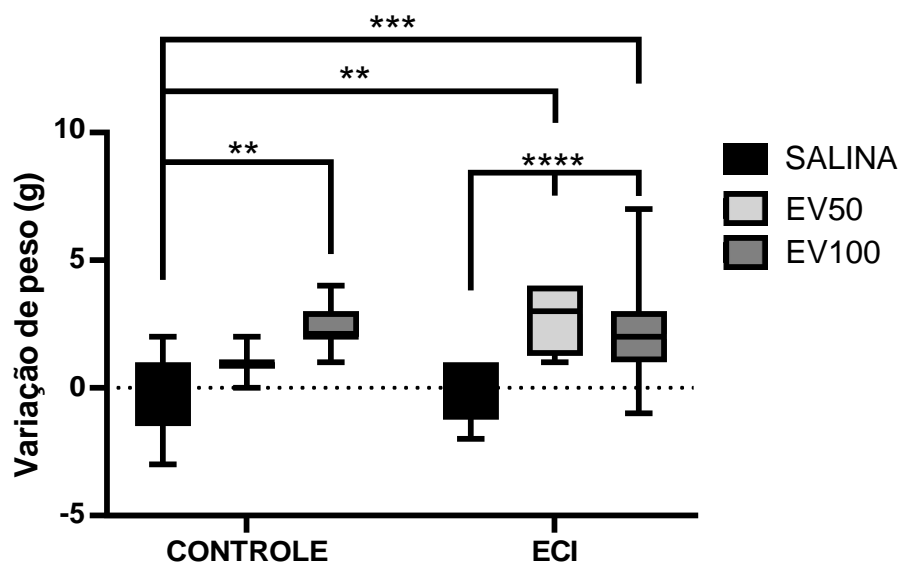 ***
**
**
****
10
5
0
-5
Variação de peso (g)
CONTROLE
ECI
SALINA
EV50
EV100